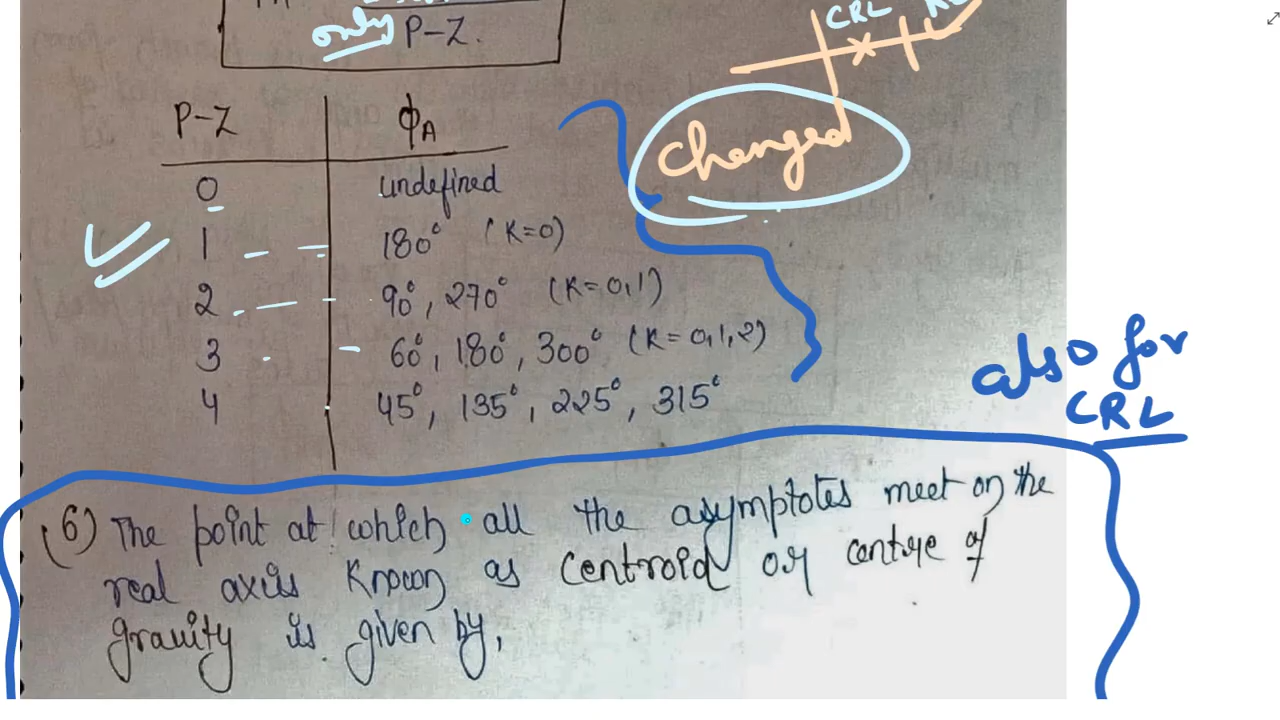 only P-Z.
CRL
changed
P-Z ϕA
0 undefined
1 180° (K=0)
2 90°, 270° (K=0,1)
3 60°, 180°, 300° (K=0,1,2)
4 45°, 135°, 225°, 315°
also for
CRL
(6) The point at which all the asymptotes meet on the
real axis known as centroid or centre of
gravity is given by,